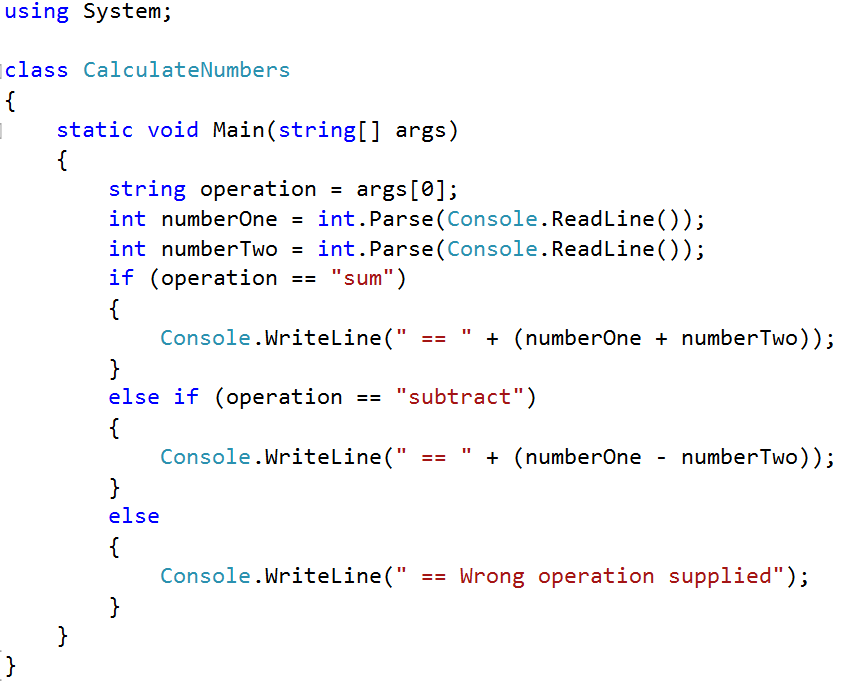 using System;
class CalculateNumbers
{
    static void Main(string[] args)
    {
        string operation = args[0];
        int numberOne = int.Parse(Console.ReadLine());
        int numberTwo = int.Parse(Console.ReadLine());
        if (operation == "sum")
        {
            Console.WriteLine(" == " + (numberOne + numberTwo));
        }
        else if (operation == "subtract")
        {
            Console.WriteLine(" == " + (numberOne - numberTwo));
        }
        else
        {
            Console.WriteLine(" == Wrong operation supplied");
        }
    }
}